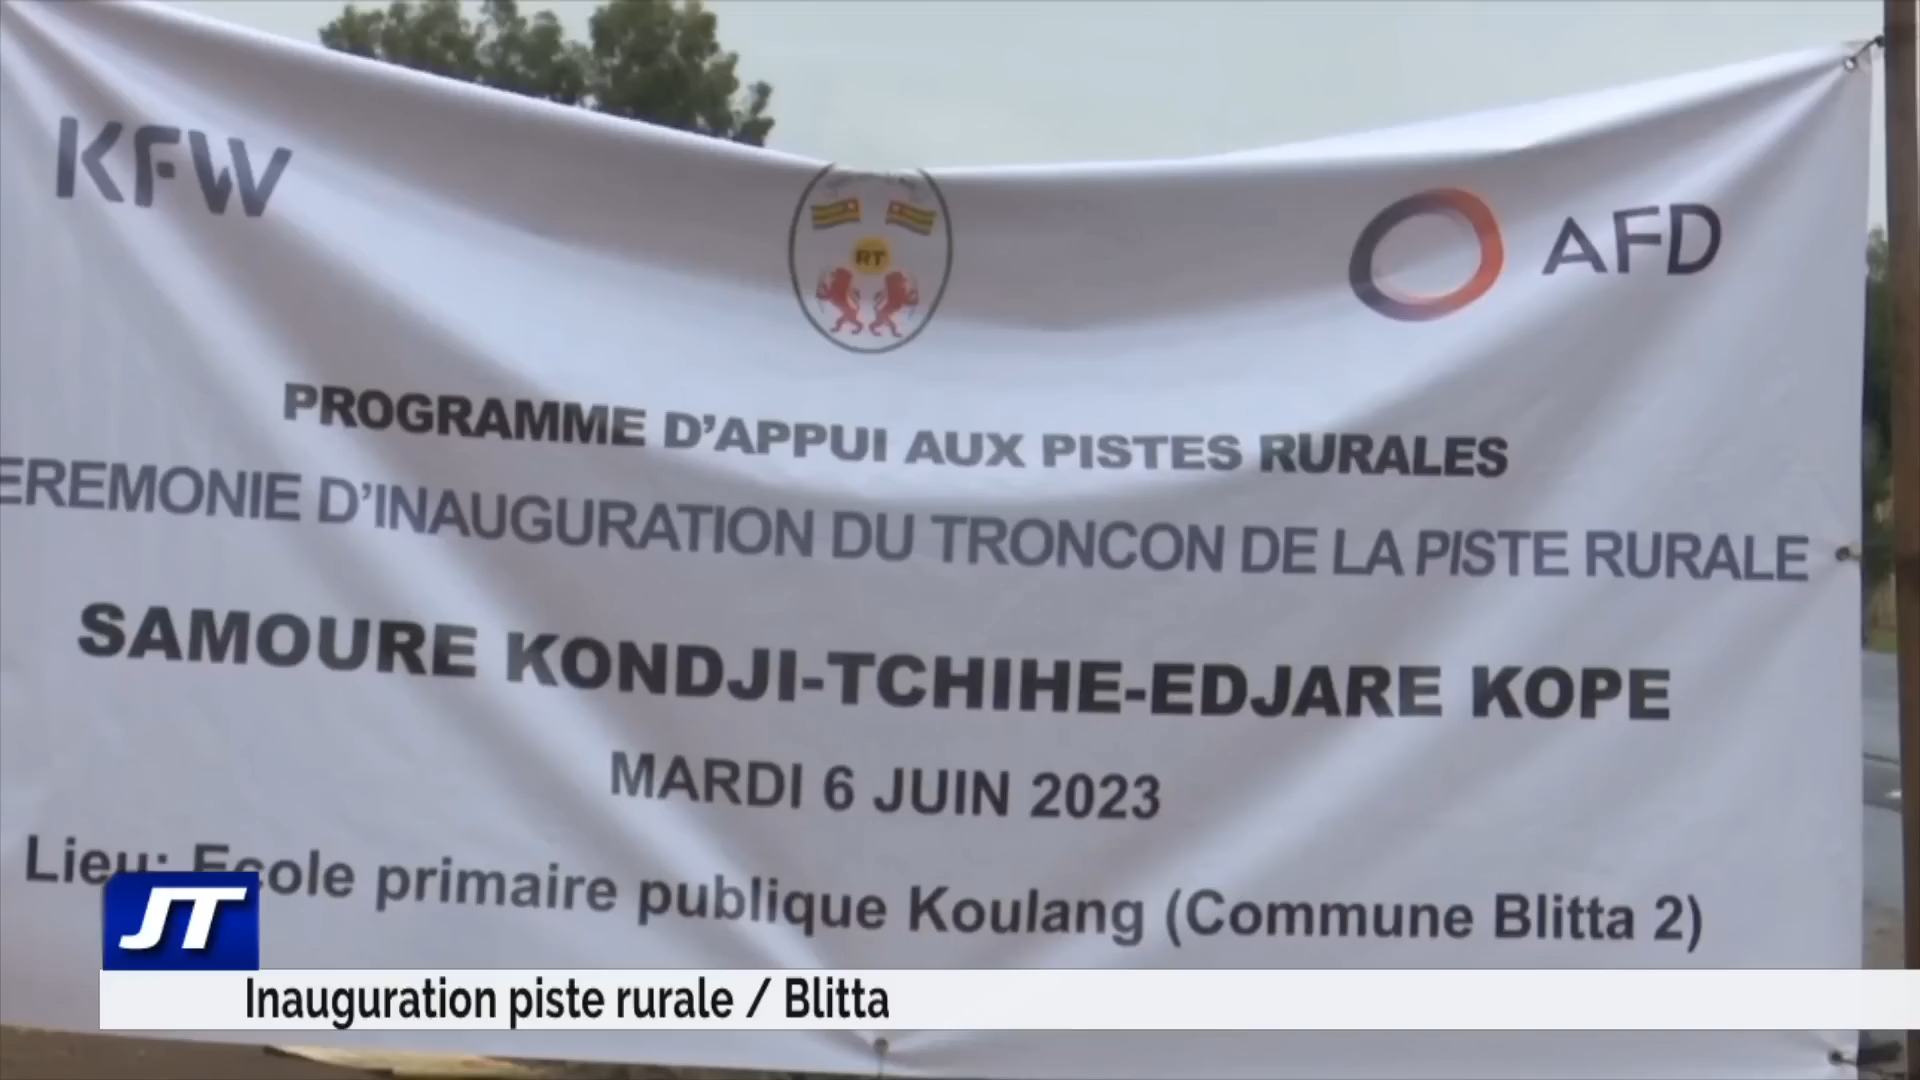 KFW
RT
AFD
PROGRAMME D'APPUI AUX PISTES RURALES
EREMONIE D'INAUGURATION DU TRONCON DE LA PISTE RURALE
SAMOURE KONDJI-TCHIHE-EDJARE KOPE
MARDI 6 JUIN 2023
Lieu: Ecole primaire publique Koulang (Commune Blitta 2)
JT
Inauguration piste rurale / Blitta